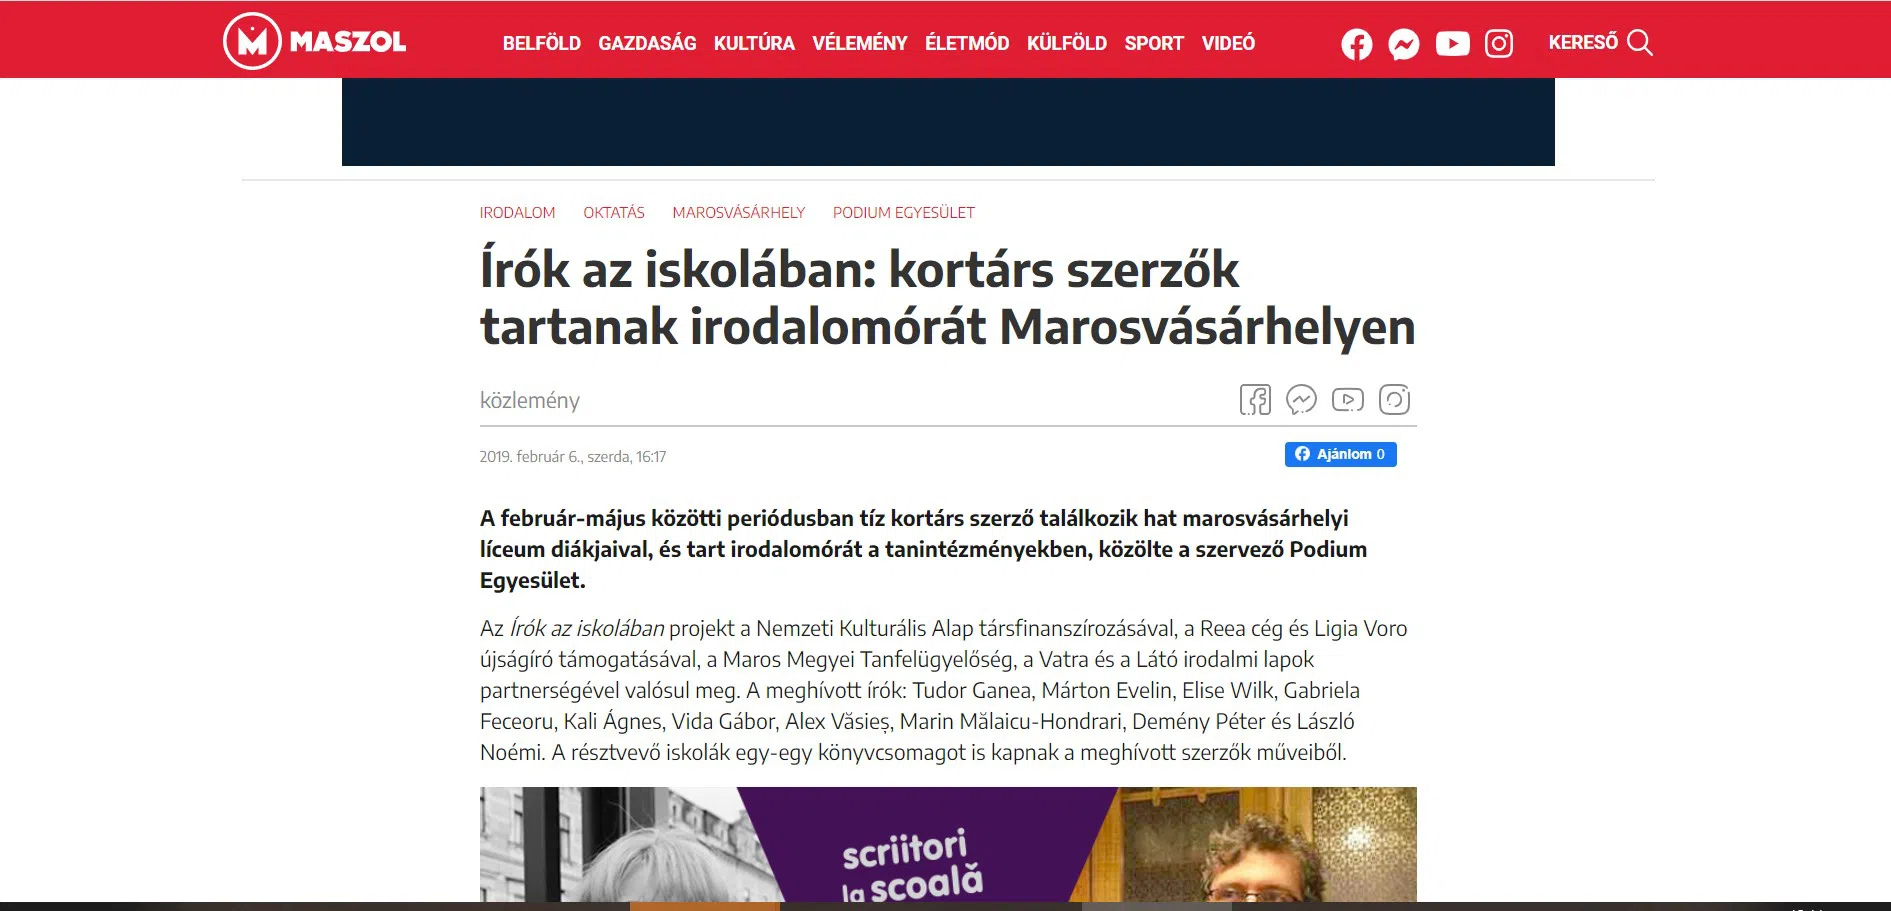 MASZOL
BELFÖLD GAZDASÁG KULTÚRA VÉLEMÉNY ÉLETMÓD KÜLFÖLD SPORT VIDEÓ
KERESŐ
IRODALOM OKTATÁS MAROSVÁSÁRHELY PODIUM EGYESÜLET
Írók az iskolában: kortárs szerzők
tartanak irodalomórát Marosvásárhelyen
közlemény
2019. február 6., szerda, 16:17
Ajánlom 0
A február-május közötti periódusban tíz kortárs szerző találkozik hat marosvásárhelyi
líceum diákjaival, és tart irodalomórát a tanintézményekben, közölte a szervező Podium
Egyesület.
Az Írók az iskolában projekt a Nemzeti Kulturális Alap társfinanszírozásával, a Reea cég és Ligia Voro
újságíró támogatásával, a Maros Megyei Tanfelügyelőség, a Vatra és a Látó irodalmi lapok
partnerségével valósul meg. A meghívott írók: Tudor Ganea, Márton Evelin, Elise Wilk, Gabriela
Feceoru, Kali Ágnes, Vida Gábor, Alex Văsieș, Marin Mălaicu-Hondrari, Demény Péter és László
Noémi. A résztvevő iskolák egy-egy könyvcsomagot is kapnak a meghívott szerzők műveiből.
scriitori
la școală